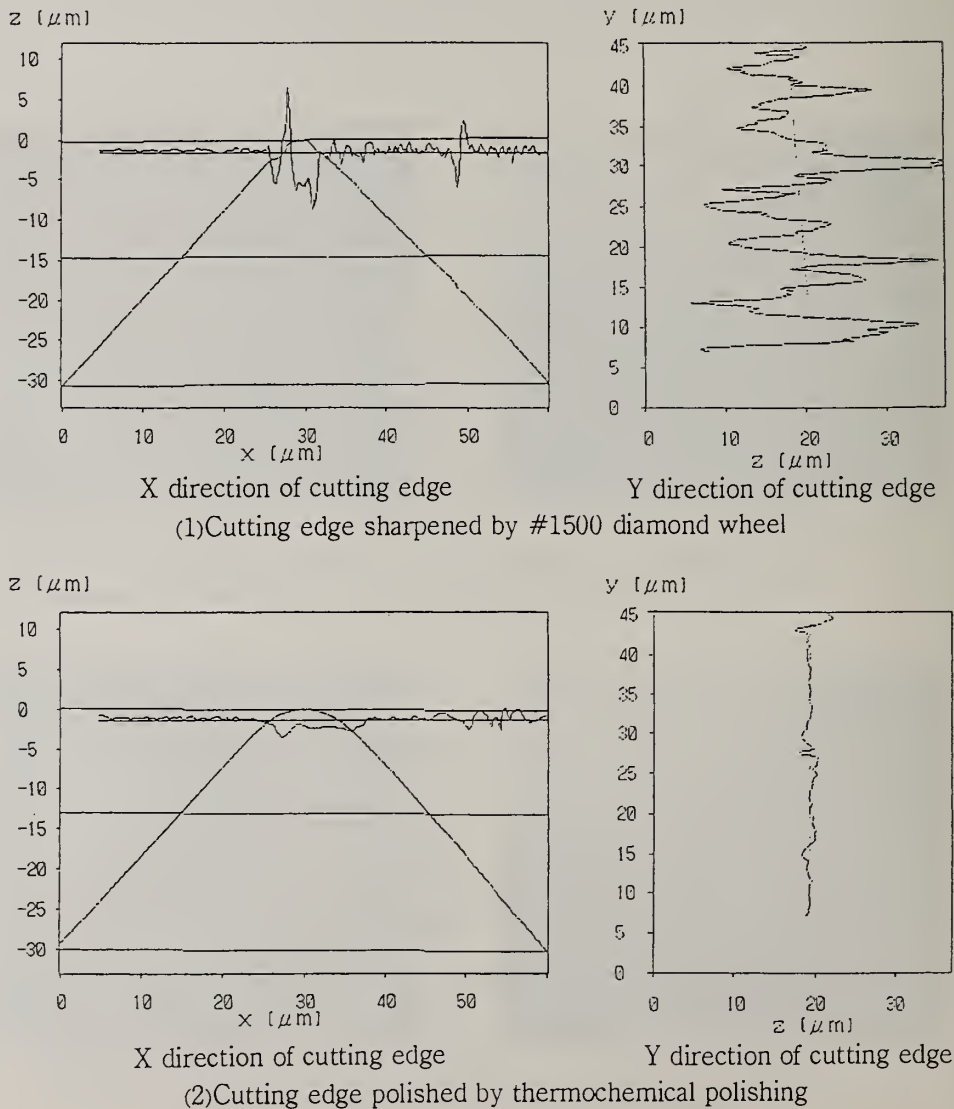 z [μm]
10
5
0
-5
-10
-15
-20
-25
-30
0 10 20 30 40 50
x [μm]
X direction of cutting edge
y [μm]
45
40
35
30
25
20
15
10
5
0
0 10 20 30
z [μm]
Y direction of cutting edge
(1)Cutting edge sharpened by #1500 diamond wheel
z [μm]
10
5
0
-5
-10
-15
-20
-25
-30
0 10 20 30 40 50
x [μm]
X direction of cutting edge
y [μm]
45
40
35
30
25
20
15
10
5
0
0 10 20 30
z [μm]
Y direction of cutting edge
(2)Cutting edge polished by thermochemical polishing